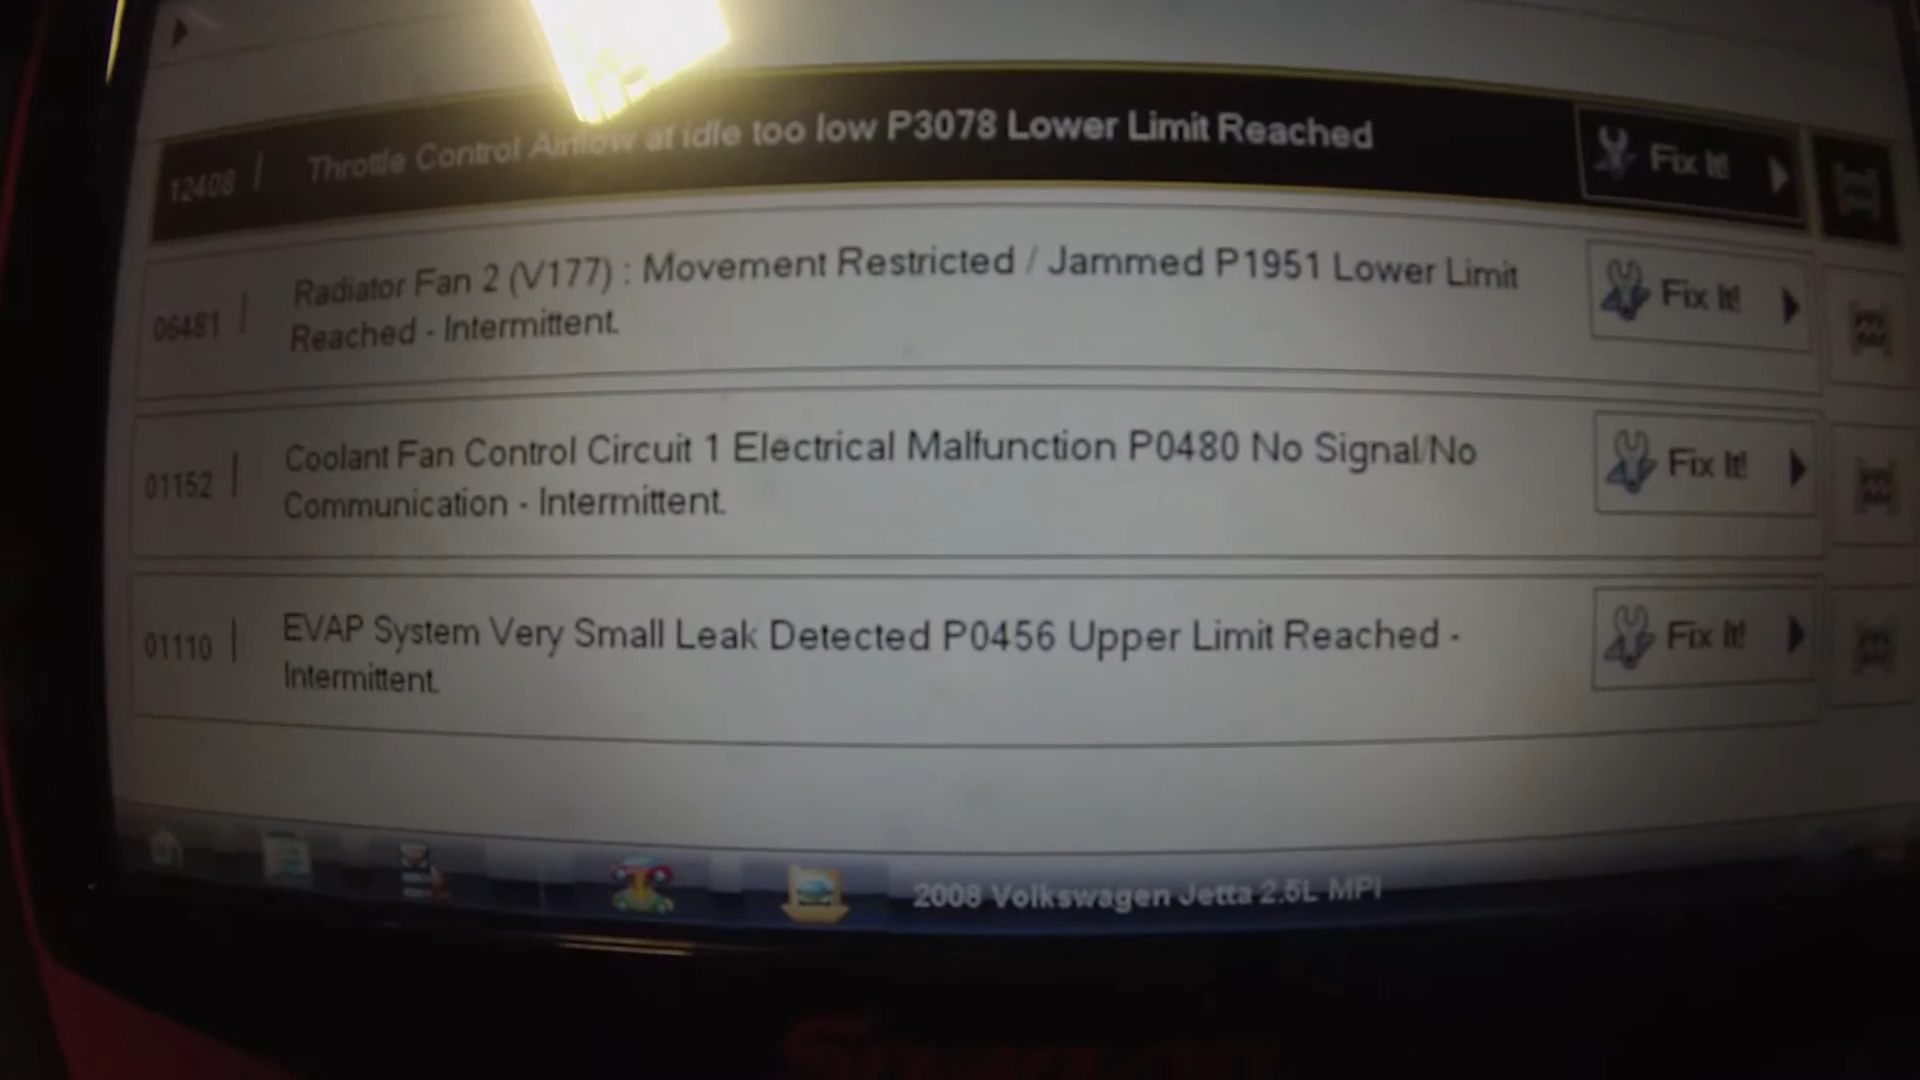 12408 | Throttle Control Airflow at idle too low P3078 Lower Limit Reached Fix It!
06481 | Radiator Fan 2 (V177) : Movement Restricted / Jammed P1951 Lower Limit Fix It!
Reached - Intermittent.
01152 | Coolant Fan Control Circuit 1 Electrical Malfunction P0480 No Signal/No Fix It!
Communication - Intermittent.
01110 | EVAP System Very Small Leak Detected P0456 Upper Limit Reached - Fix It!
Intermittent.
2008 Volkswagen Jetta 2.5L MPI
Snap-on